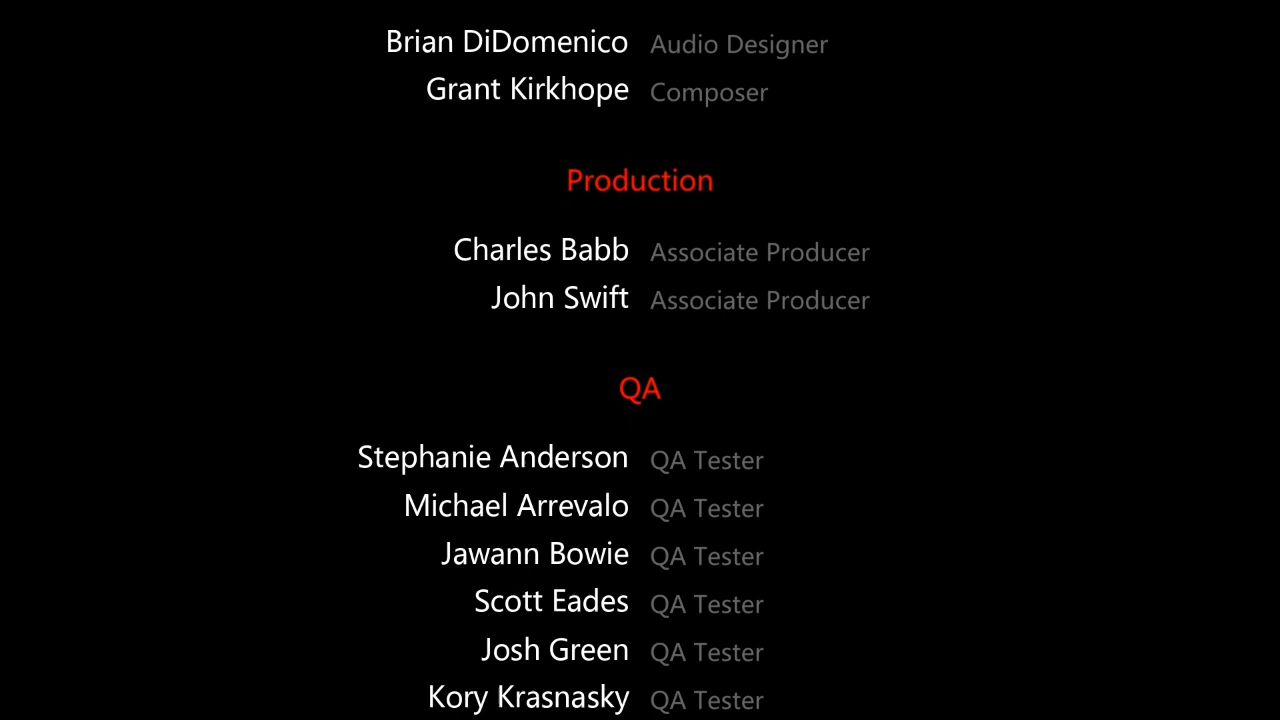 Brian DiDomenico Audio Designer
Grant Kirkhope Composer
Production
Charles Babb Associate Producer
John Swift Associate Producer
QA
Stephanie Anderson QA Tester
Michael Arrevalo QA Tester
Jawann Bowie QA Tester
Scott Eades QA Tester
Josh Green QA Tester
Kory Krasnasky QA Tester